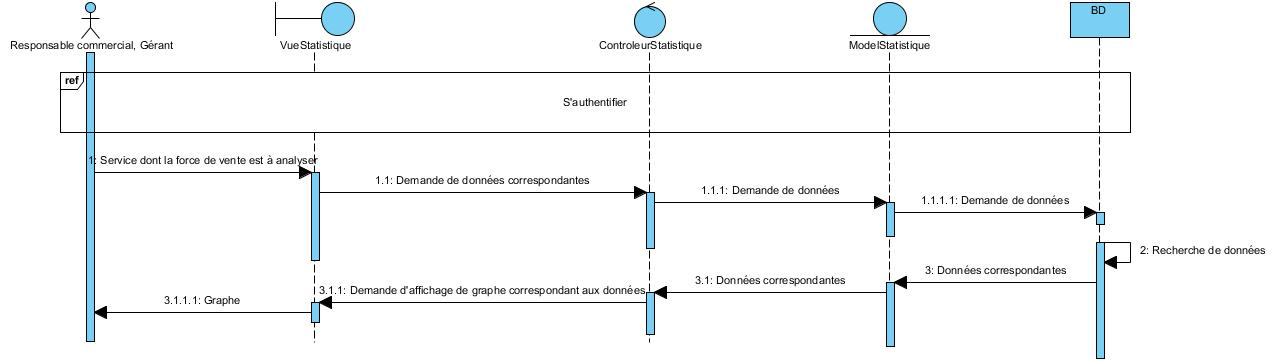 BD
Responsable commercial, Gérant
VueStatistique
ControleurStatistique
ModelStatistique
ref
S'authentifier
1: Service dont la force de vente est à analyser
1.1: Demande de données correspondantes
1.1.1: Demande de données
1.1.1.1: Demande de données
2: Recherche de données
3: Données correspondantes
3.1: Données correspondantes
3.1.1: Demande d'affichage de graphe correspondant aux données
3.1.1.1: Graphe